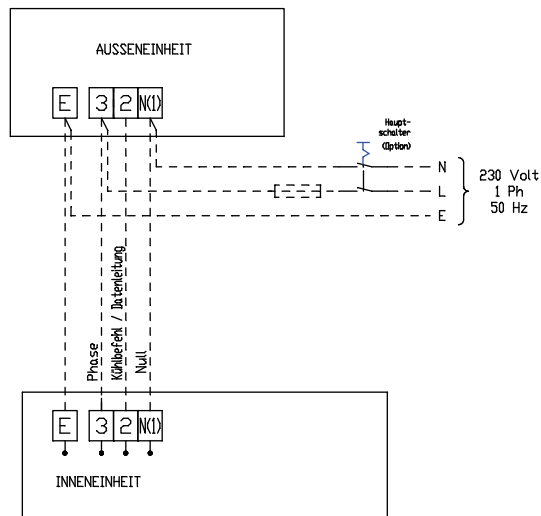 AUSSENEINHEIT
E 3 2 N(1)
Haupt-
schalter
(Option)
N
L
E
230 Volt
1 Ph
50 Hz
Phase
Kühlbefehl / Datenleitung
Null
E 3 2 N(1)
INNENEINHEIT